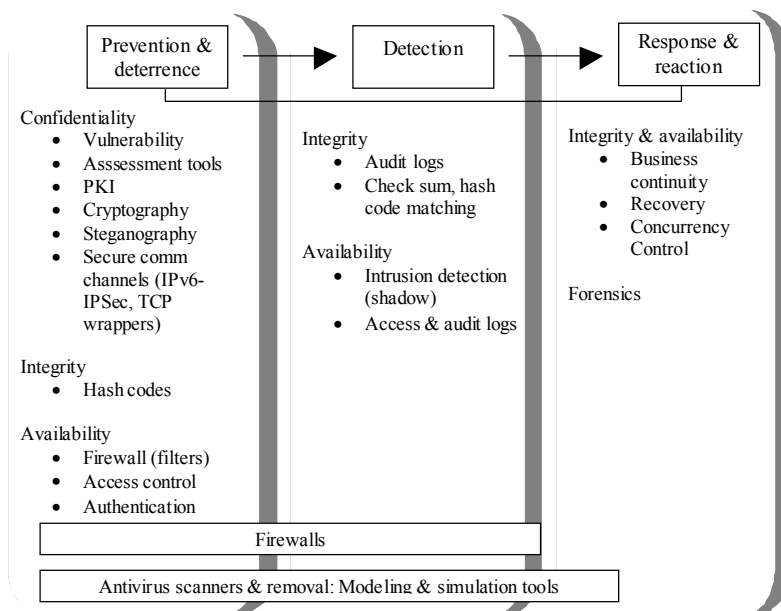 Prevention &
deterrence
Detection
Response &
reaction
Confidentiality
• Vulnerability
• Asssessment tools
• PKI
• Cryptography
• Steganography
• Secure comm
channels (IPv6-
IPSec, TCP
wrappers)
Integrity
• Hash codes
Availability
• Firewall (filters)
• Access control
• Authentication
Integrity
• Audit logs
• Check sum, hash
code matching
Availability
• Intrusion detection
(shadow)
• Access & audit logs
Integrity & availability
• Business
continuity
• Recovery
• Concurrency
Control
Forensics
Firewalls
Antivirus scanners & removal: Modeling & simulation tools